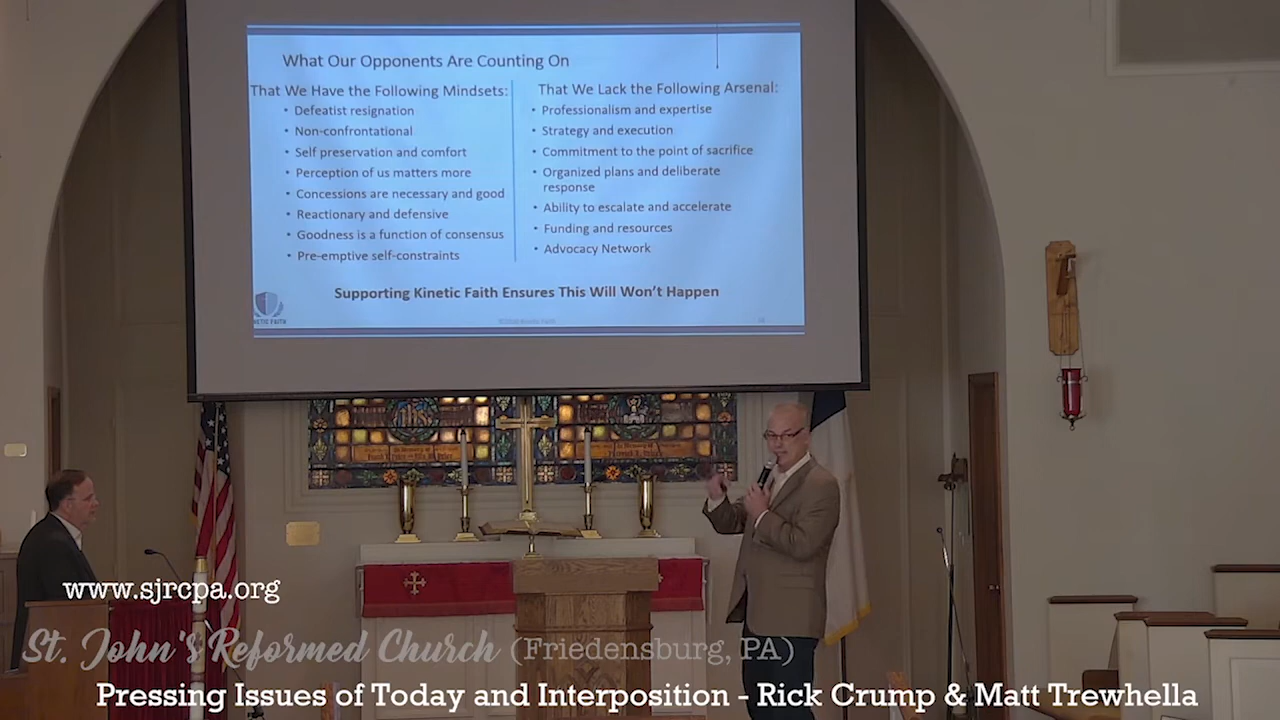 What Our Opponents Are Counting On
That We Have the Following Mindsets:
• Defeatist resignation
• Non-confrontational
• Self preservation and comfort
• Perception of us matters more
• Concessions are necessary and good
• Reactionary and defensive
• Goodness is a function of consensus
• Pre-emptive self-constraints
That We Lack the Following Arsenal:
• Professionalism and expertise
• Strategy and execution
• Commitment to the point of sacrifice
• Organized plans and deliberate
response
• Ability to escalate and accelerate
• Funding and resources
• Advocacy Network
Supporting Kinetic Faith Ensures This Will Won't Happen
www.sjrcpa.org
St. John's Reformed Church (Friedensburg, PA)
Pressing Issues of Today and Interposition - Rick Crump & Matt Trewhella